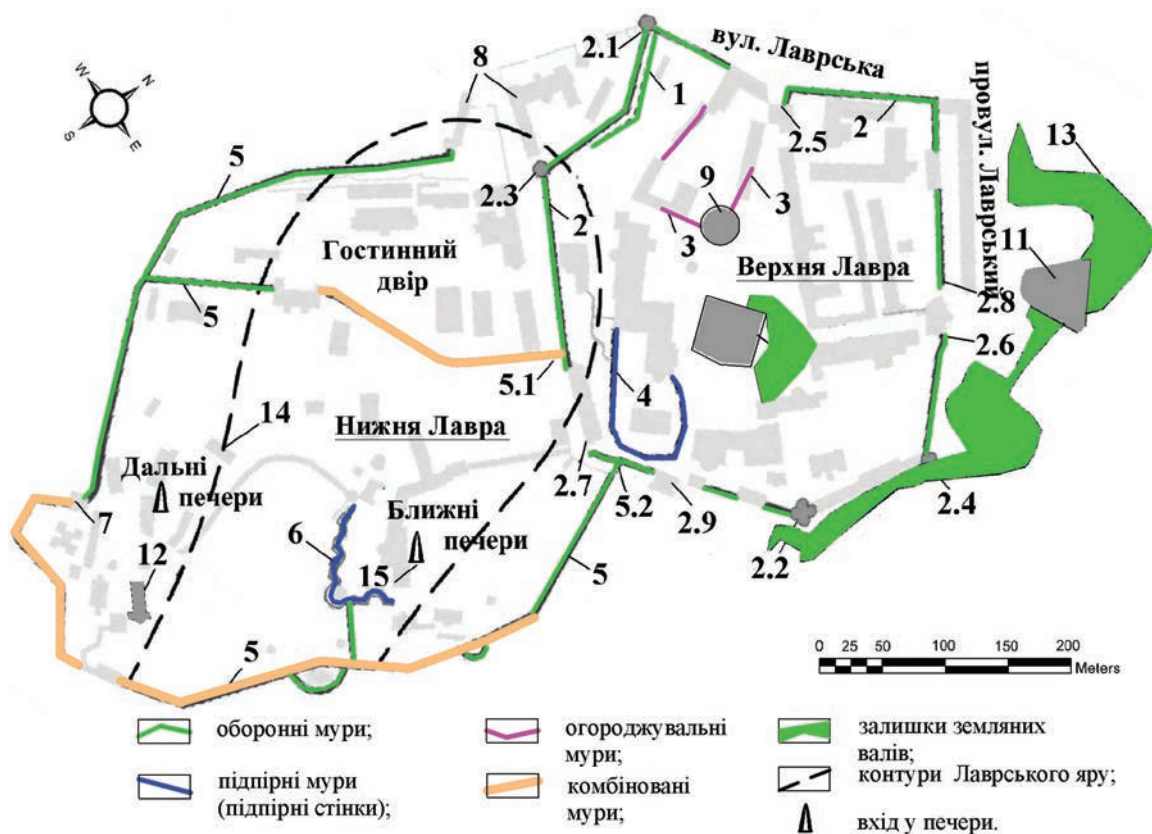 2.1
вул. Лаврська
8
1
W
N
S
E
5
2.5
2
провул. Лаврський
13
2.3
2
9
3
3
11
Гостинний
двір
Верхня Лавра
5
2.8
2.6
5.1
4
14
Нижня Лавра
Дальні
печери
7
12
6
Ближні
печери
15
2.7
5.2
2.9
2.4
2.2
5
5
0 25 50 100 150 200
Meters
оборонні мури;
огороджувальні
мури;
залишки земляних
валів;
підпірні мури
(підпірні стінки);
комбіновані
мури;
контури Лаврського яру;
вхід у печери.